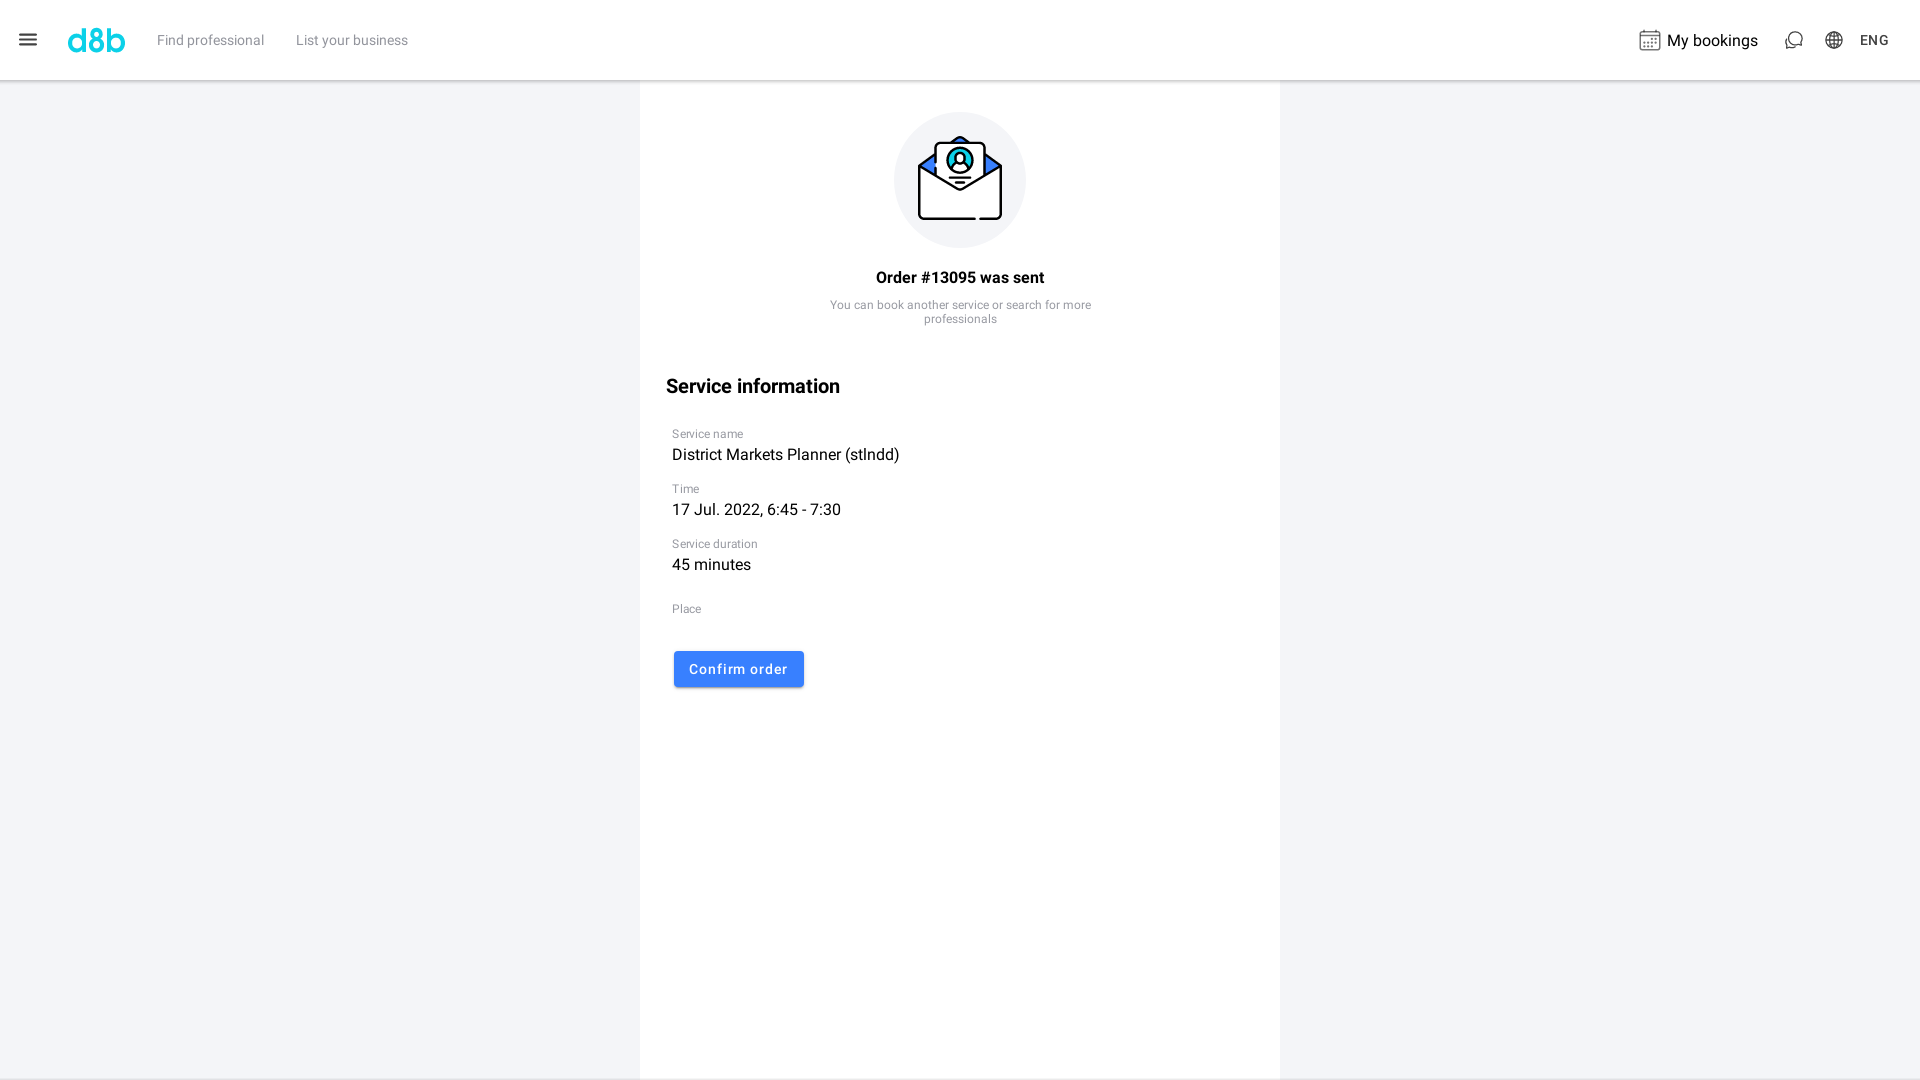 d8b
Find professional
List your business
My bookings
ENG
Order #13095 was sent
You can book another service or search for more
professionals
Service information
Service name
District Markets Planner (stlndd)
Time
17 Jul. 2022, 6:45 - 7:30
Service duration
45 minutes
Place
Confirm order